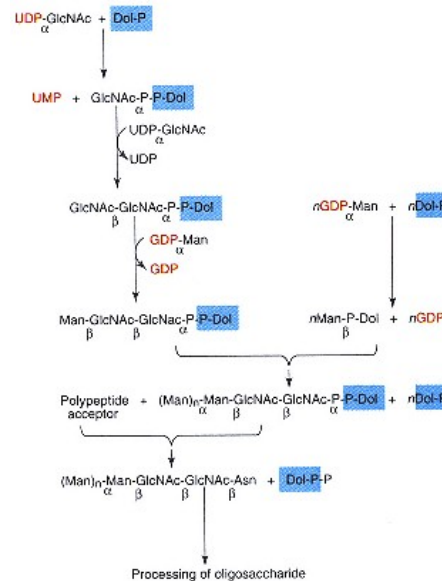 UDP-GlcNAc + Dol-P
α
UMP + GlcNAc-P-P-Dol
α
UDP-GlcNAc
α
UDP
GlcNAc-GlcNAc-P-P-Dol
β α
nGDP-Man + nDol-P
α
GDP-Man
α
GDP
Man-GlcNAc-GlcNac-P-P-Dol
β β α
nMan-P-Dol + nGDP
β
Polypeptide acceptor + (Man)n-Man-GlcNAc-GlcNAc-P-P-Dol + nDol-P
α β β α
(Man)n-Man-GlcNAc-GlcNAc-Asn + Dol-P-P
α β β β
Processing of oligosaccharide